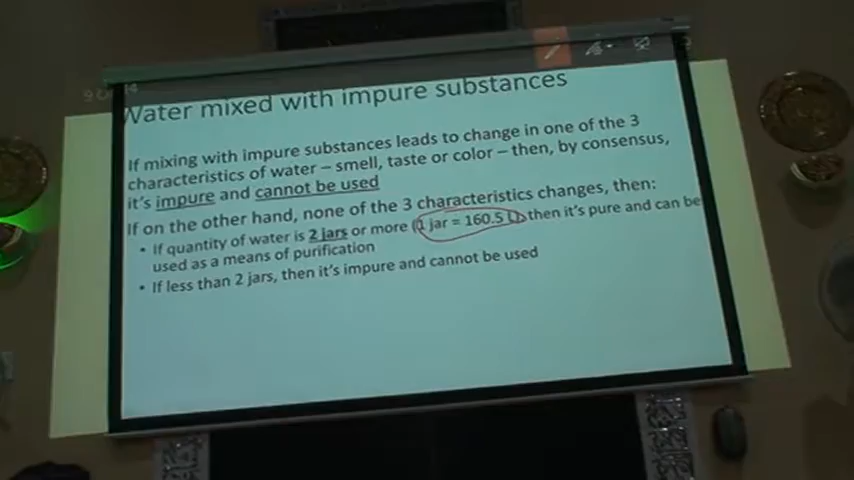 Water mixed with impure substances
If mixing with impure substances leads to change in one of the 3
characteristics of water – smell, taste or color – then, by consensus,
it's impure and cannot be used
If on the other hand, none of the 3 characteristics changes, then:
• If quantity of water is 2 jars or more (1 jar = 160.5 L), then it's pure and can be
used as a means of purification
• If less than 2 jars, then it's impure and cannot be used